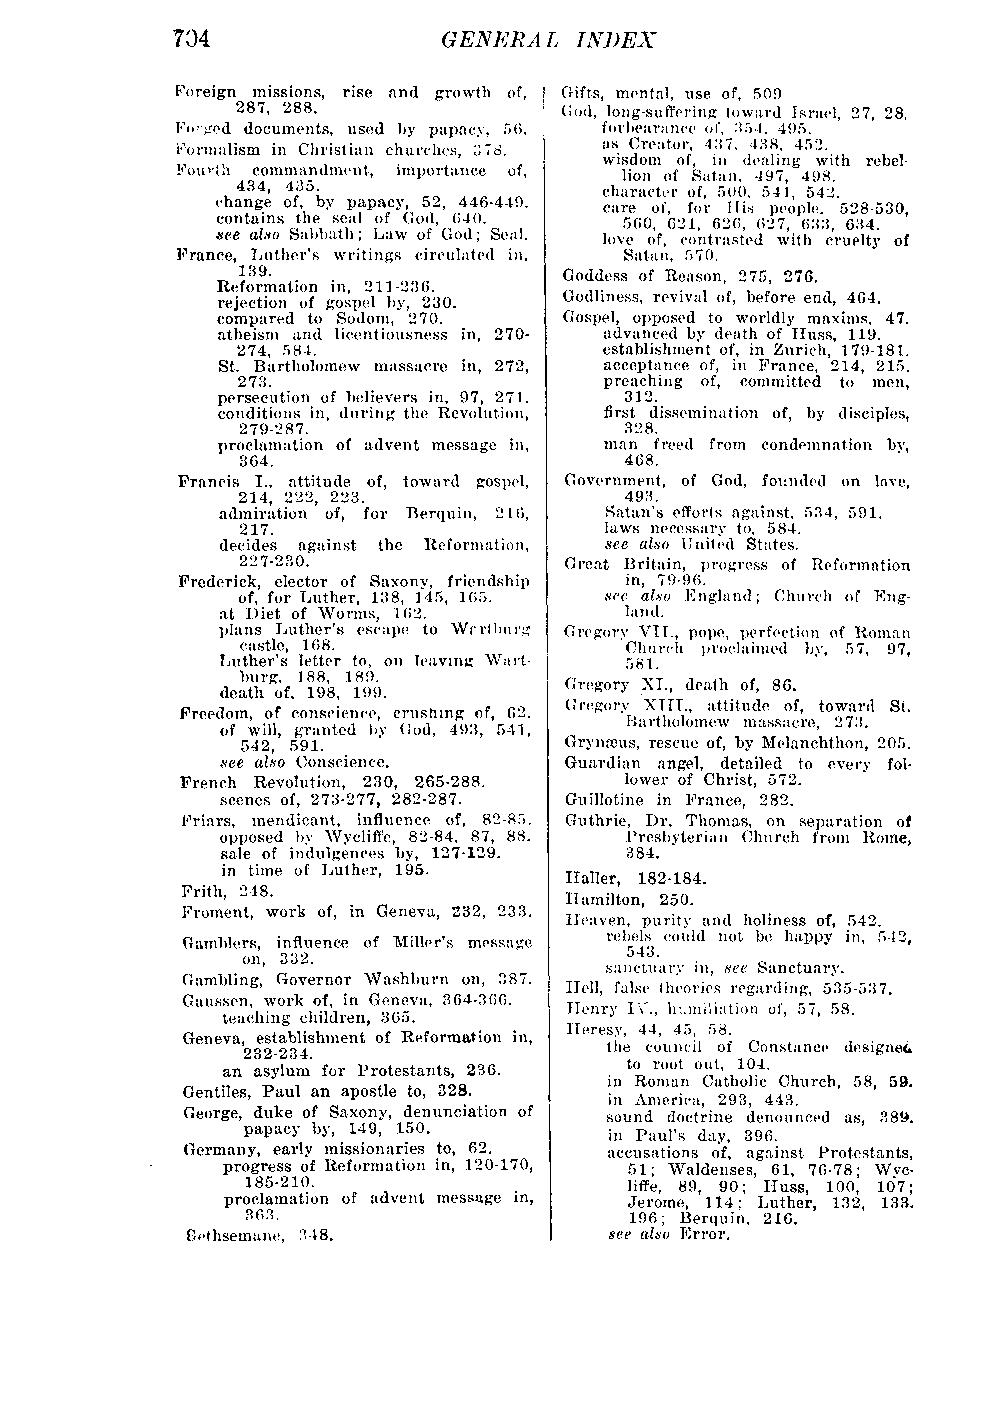 704
GENERAL INDEX
Foreign missions, rise and growth of,
287, 288.
Forged documents, used by papacy, 56.
Formalism in Christian churches, 378.
Fourth commandment, importance of,
434, 435.
change of, by papacy, 52, 446-449.
contains the seal of God, 640.
see also Sabbath; Law of God; Seal.
France, Luther's writings circulated in,
139.
Reformation in, 211-236.
rejection of gospel by, 230.
compared to Sodom, 270.
atheism and licentiousness in, 270-
274, 584.
St. Bartholomew massacre in, 272,
273.
persecution of believers in, 97, 271.
conditions in, during the Revolution,
279-287.
proclamation of advent message in,
364.
Francis I., attitude of, toward gospel,
214, 222, 223.
admiration of, for Berquin, 216,
217.
decides against the Reformation,
227-230.
Frederick, elector of Saxony, friendship
of, for Luther, 138, 145, 165.
at Diet of Worms, 162.
plans Luther's escape to Wartburg
castle, 168.
Luther's letter to, on leaving Wart-
burg, 188, 189.
death of, 198, 199.
Freedom, of conscience, crushing of, 62.
of will, granted by God, 493, 541,
542, 591.
see also Conscience.
French Revolution, 230, 265-288.
scenes of, 273-277, 282-287.
Friars, mendicant, influence of, 82-85.
opposed by Wycliffe, 82-84, 87, 88.
sale of indulgences by, 127-129.
in time of Luther, 195.
Frith, 248.
Froment, work of, in Geneva, 232, 233.
Gamblers, influence of Miller's message
on, 332.
Gambling, Governor Washburn on, 387.
Gaussen, work of, in Geneva, 364-366.
teaching children, 365.
Geneva, establishment of Reformation in,
232-234.
an asylum for Protestants, 236.
Gentiles, Paul an apostle to, 328.
George, duke of Saxony, denunciation of
papacy by, 149, 150.
Germany, early missionaries to, 62.
progress of Reformation in, 120-170,
185-210.
proclamation of advent message in,
363.
Gethsemane, 348.
Gifts, mental, use of, 509
God, long-suffering toward Israel, 27, 28.
forbearance of, 354, 495.
as Creator, 437, 438, 452.
wisdom of, in dealing with rebel-
lion of Satan, 497, 498.
character of, 500, 541, 542.
care of, for His people, 528-530,
560, 621, 626, 627, 633, 634.
love of, contrasted with cruelty of
Satan, 570.
Goddess of Reason, 275, 276.
Godliness, revival of, before end, 464.
Gospel, opposed to worldly maxims, 47.
advanced by death of Huss, 119.
establishment of, in Zurich, 179-181.
acceptance of, in France, 214, 215.
preaching of, committed to men,
312.
first dissemination of, by disciples,
328.
man freed from condemnation by,
468.
Government, of God, founded on love,
493.
Satan's efforts against, 534, 591.
laws necessary to, 584.
see also United States.
Great Britain, progress of Reformation
in, 79-96.
see also England; Church of Eng-
land.
Gregory VII., pope, perfection of Roman
Church proclaimed by, 57, 97,
581.
Gregory XI., death of, 86.
Gregory XIII., attitude of, toward St.
Bartholomew massacre, 273.
Grynæus, rescue of, by Melanchthon, 205.
Guardian angel, detailed to every fol-
lower of Christ, 572.
Guillotine in France, 282.
Guthrie, Dr. Thomas, on separation of
Presbyterian Church from Rome,
384.
Haller, 182-184.
Hamilton, 250.
Heaven, purity and holiness of, 542.
rebels could not be happy in, 542,
543.
sanctuary in, see Sanctuary.
Hell, false theories regarding, 535-537.
Henry IV., humiliation of, 57, 58.
Heresy, 44, 45, 58.
the council of Constance designed
to root out, 104.
in Roman Catholic Church, 58, 59.
in America, 293, 443.
sound doctrine denounced as, 389.
in Paul's day, 396.
accusations of, against Protestants,
51; Waldenses, 61, 76-78; Wyc-
liffe, 89, 90; Huss, 100, 107;
Jerome, 114; Luther, 132, 133,
196; Berquin, 216.
see also Error.